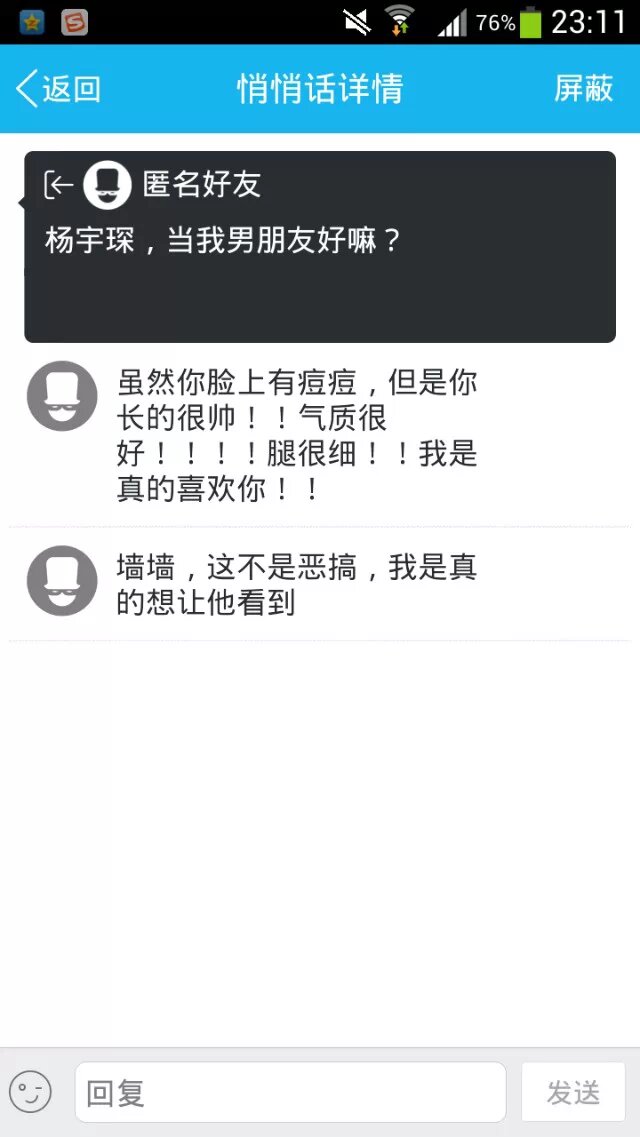 76% 23:11
返回 悄悄话详情 屏蔽
匿名好友
杨宇琛，当我男朋友好嘛？
虽然你脸上有痘痘，但是你
长的很帅！！气质很
好！！！！腿很细！！我是
真的喜欢你！！
墙墙，这不是恶搞，我是真
的想让他看到
回复 发送